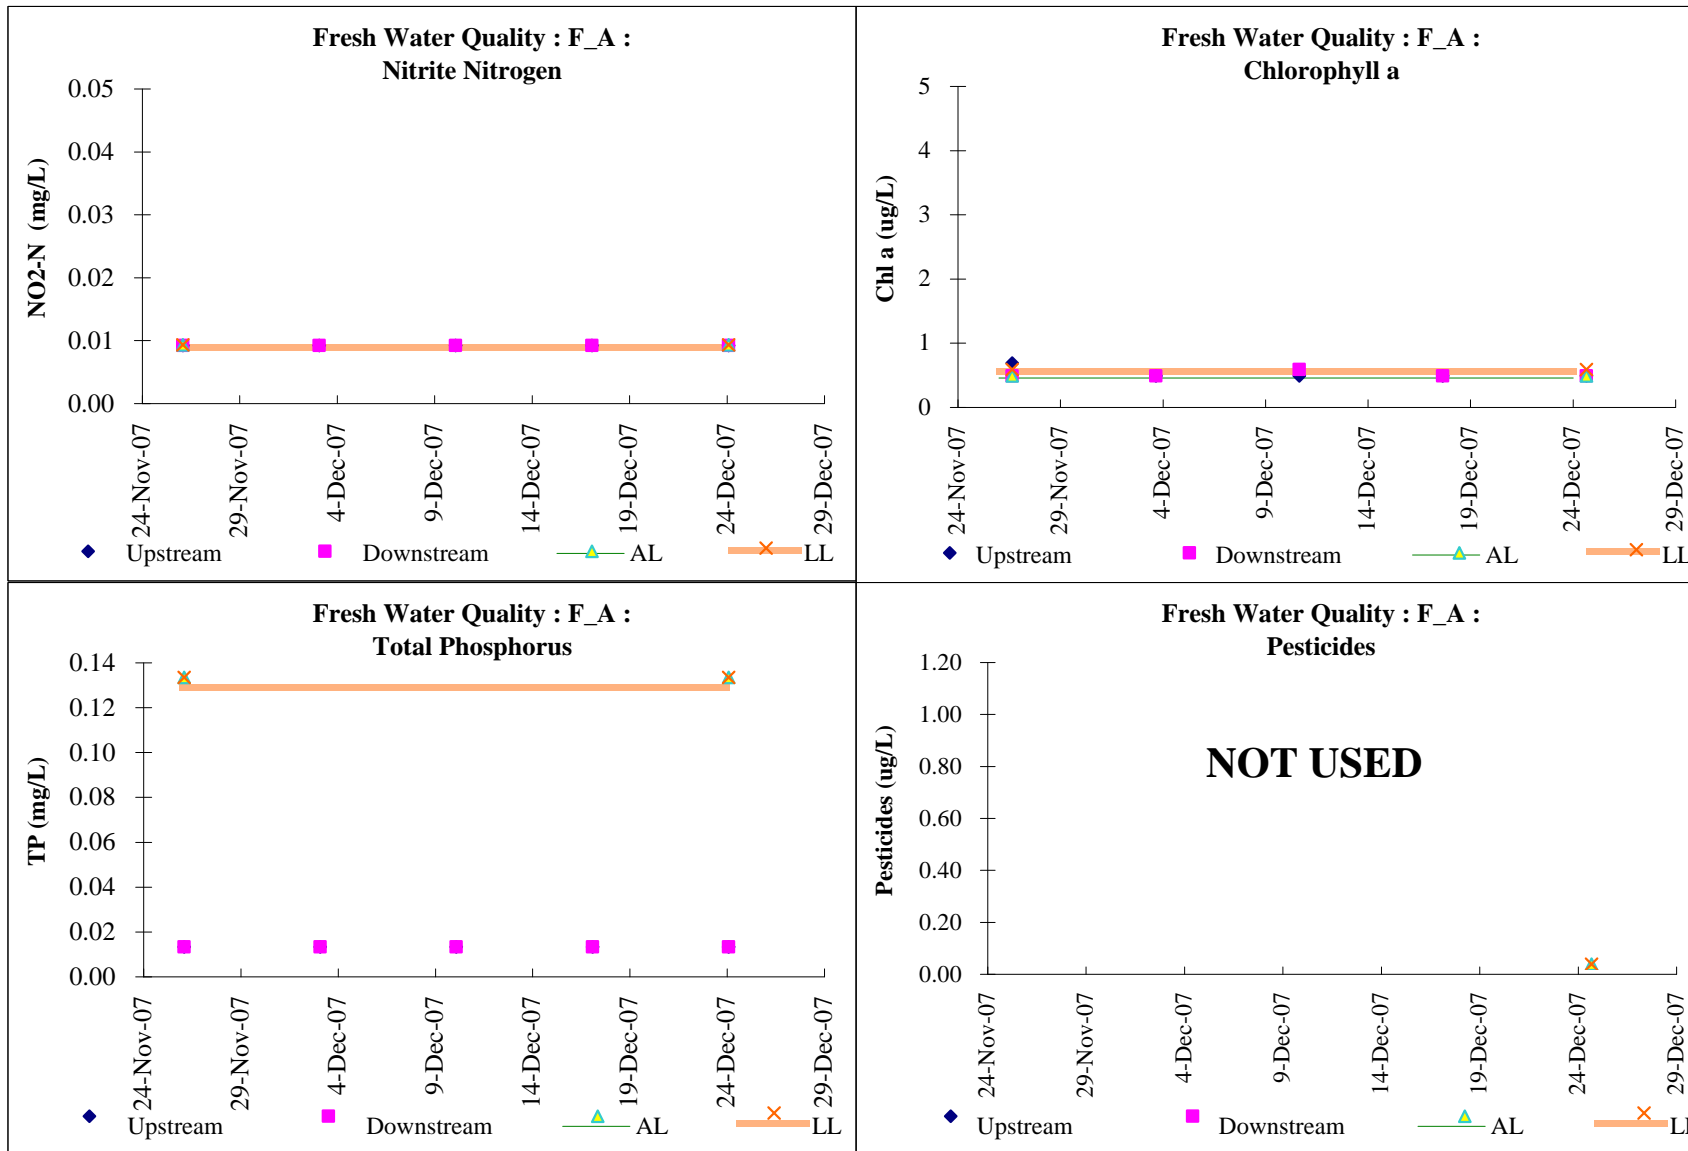 Fresh Water Quality : F_A :
Nitrite Nitrogen
0.05
0.04
0.03
0.02
0.01
0.00
NO2-N (mg/L)
24-Nov-07
29-Nov-07
4-Dec-07
9-Dec-07
14-Dec-07
19-Dec-07
24-Dec-07
29-Dec-07
Upstream Downstream AL LL
Fresh Water Quality : F_A :
Chlorophyll a
5
4
3
2
1
0
Chl a (ug/L)
24-Nov-07
29-Nov-07
4-Dec-07
9-Dec-07
14-Dec-07
19-Dec-07
24-Dec-07
29-Dec-07
Upstream Downstream AL LL
Fresh Water Quality : F_A :
Total Phosphorus
0.14
0.12
0.10
0.08
0.06
0.04
0.02
0.00
TP (mg/L)
24-Nov-07
29-Nov-07
4-Dec-07
9-Dec-07
14-Dec-07
19-Dec-07
24-Dec-07
29-Dec-07
Upstream Downstream AL LL
Fresh Water Quality : F_A :
Pesticides
1.20
1.00
0.80
0.60
0.40
0.20
0.00
Pesticides (ug/L)
NOT USED
24-Nov-07
29-Nov-07
4-Dec-07
9-Dec-07
14-Dec-07
19-Dec-07
24-Dec-07
29-Dec-07
Upstream Downstream AL LL